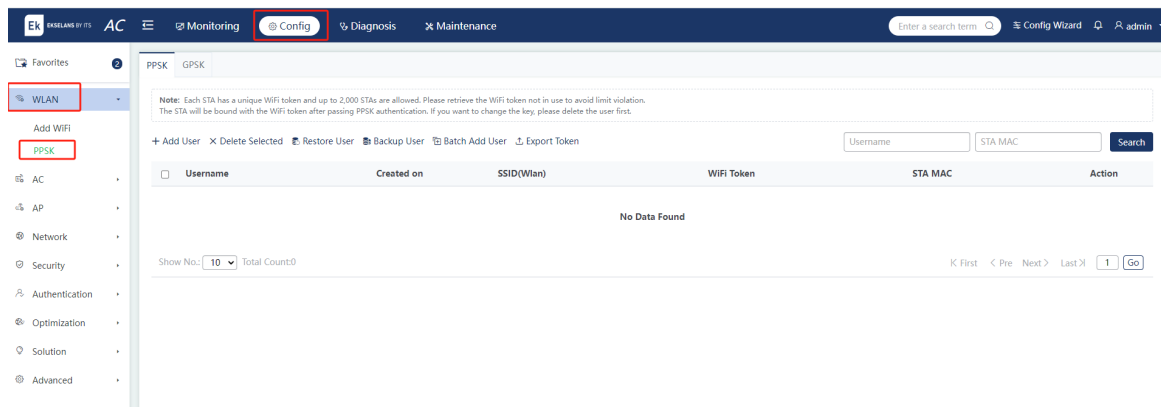 Ek EKSELANS BY ITS AC Monitoring Config Diagnosis Maintenance Enter a search term Config Wizard admin
Favorites 2
PPSK GPSK
WLAN
Note: Each STA has a unique WiFi token and up to 2,000 STAs are allowed. Please retrieve the WiFi token not in use to avoid limit violation.
The STA will be bound with the WiFi token after passing PPSK authentication. If you want to change the key, please delete the user first.
Add WiFi
PPSK
+ Add User × Delete Selected Restore User Backup User Batch Add User Export Token Username STA MAC Search
AC
Username Created on SSID(Wlan) WiFi Token STA MAC Action
AP
No Data Found
Network
Security
Show No.: 10 Total Count:0 First < Pre Next > Last 1 Go
Authentication
Optimization
Solution
Advanced